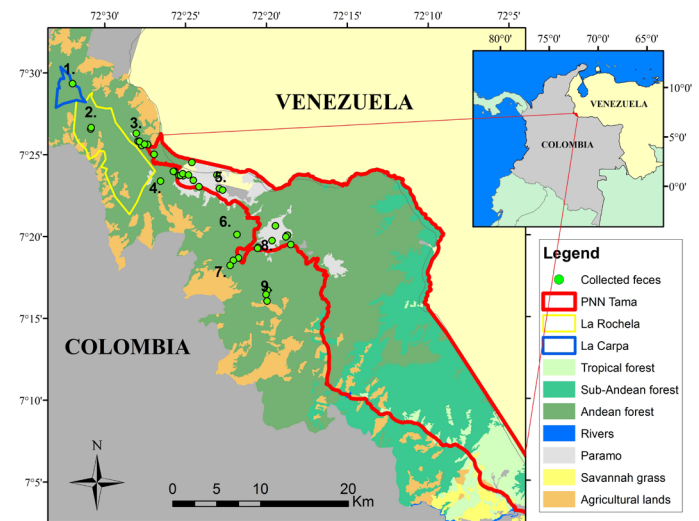 72°30' 72°25' 72°20' 72°15' 72°10' 72°5'
80°0' 75°0' 70°0' 65°0'
7°30'
7°25'
7°20'
7°15'
7°10'
7°5'
10°0'
5°0'
0°0'
VENEZUELA
COLOMBIA
VENEZUELA
COLOMBIA
1.
2.
3.
4.
5.
6.
7.
8.
9.
N
0 5 10 20
Km
Legend
Collected feces
PNN Tama
La Rochela
La Carpa
Tropical forest
Sub-Andean forest
Andean forest
Rivers
Paramo
Savannah grass
Agricultural lands